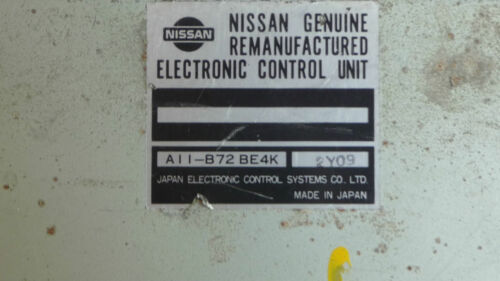 NISSAN
NISSAN GENUINE
REMANUFACTURED
ELECTRONIC CONTROL UNIT
A11-B72 BE4K 2Y09
JAPAN ELECTRONIC CONTROL SYSTEMS CO., LTD.
MADE IN JAPAN